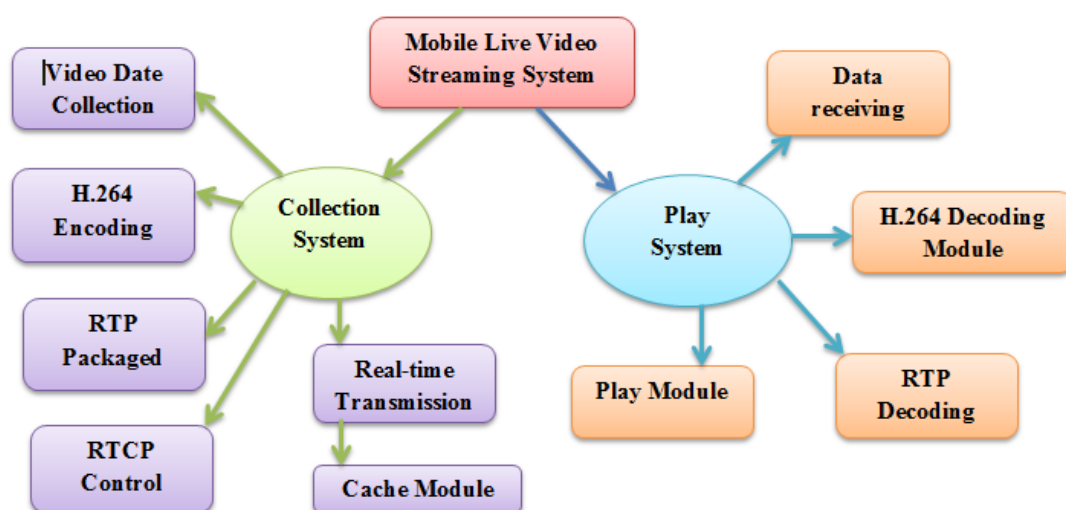 Mobile Live Video
Streaming System
Video Date
Collection
Data
receiving
H.264
Encoding
Collection
System
Play
System
H.264 Decoding
Module
RTP
Packaged
Real-time
Transmission
Play Module
RTP
Decoding
RTCP
Control
Cache Module